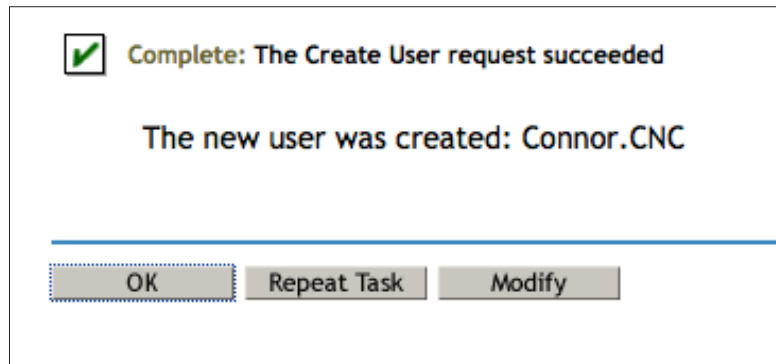 Complete: The Create User request succeeded
The new user was created: Connor.CNC
OK Repeat Task Modify